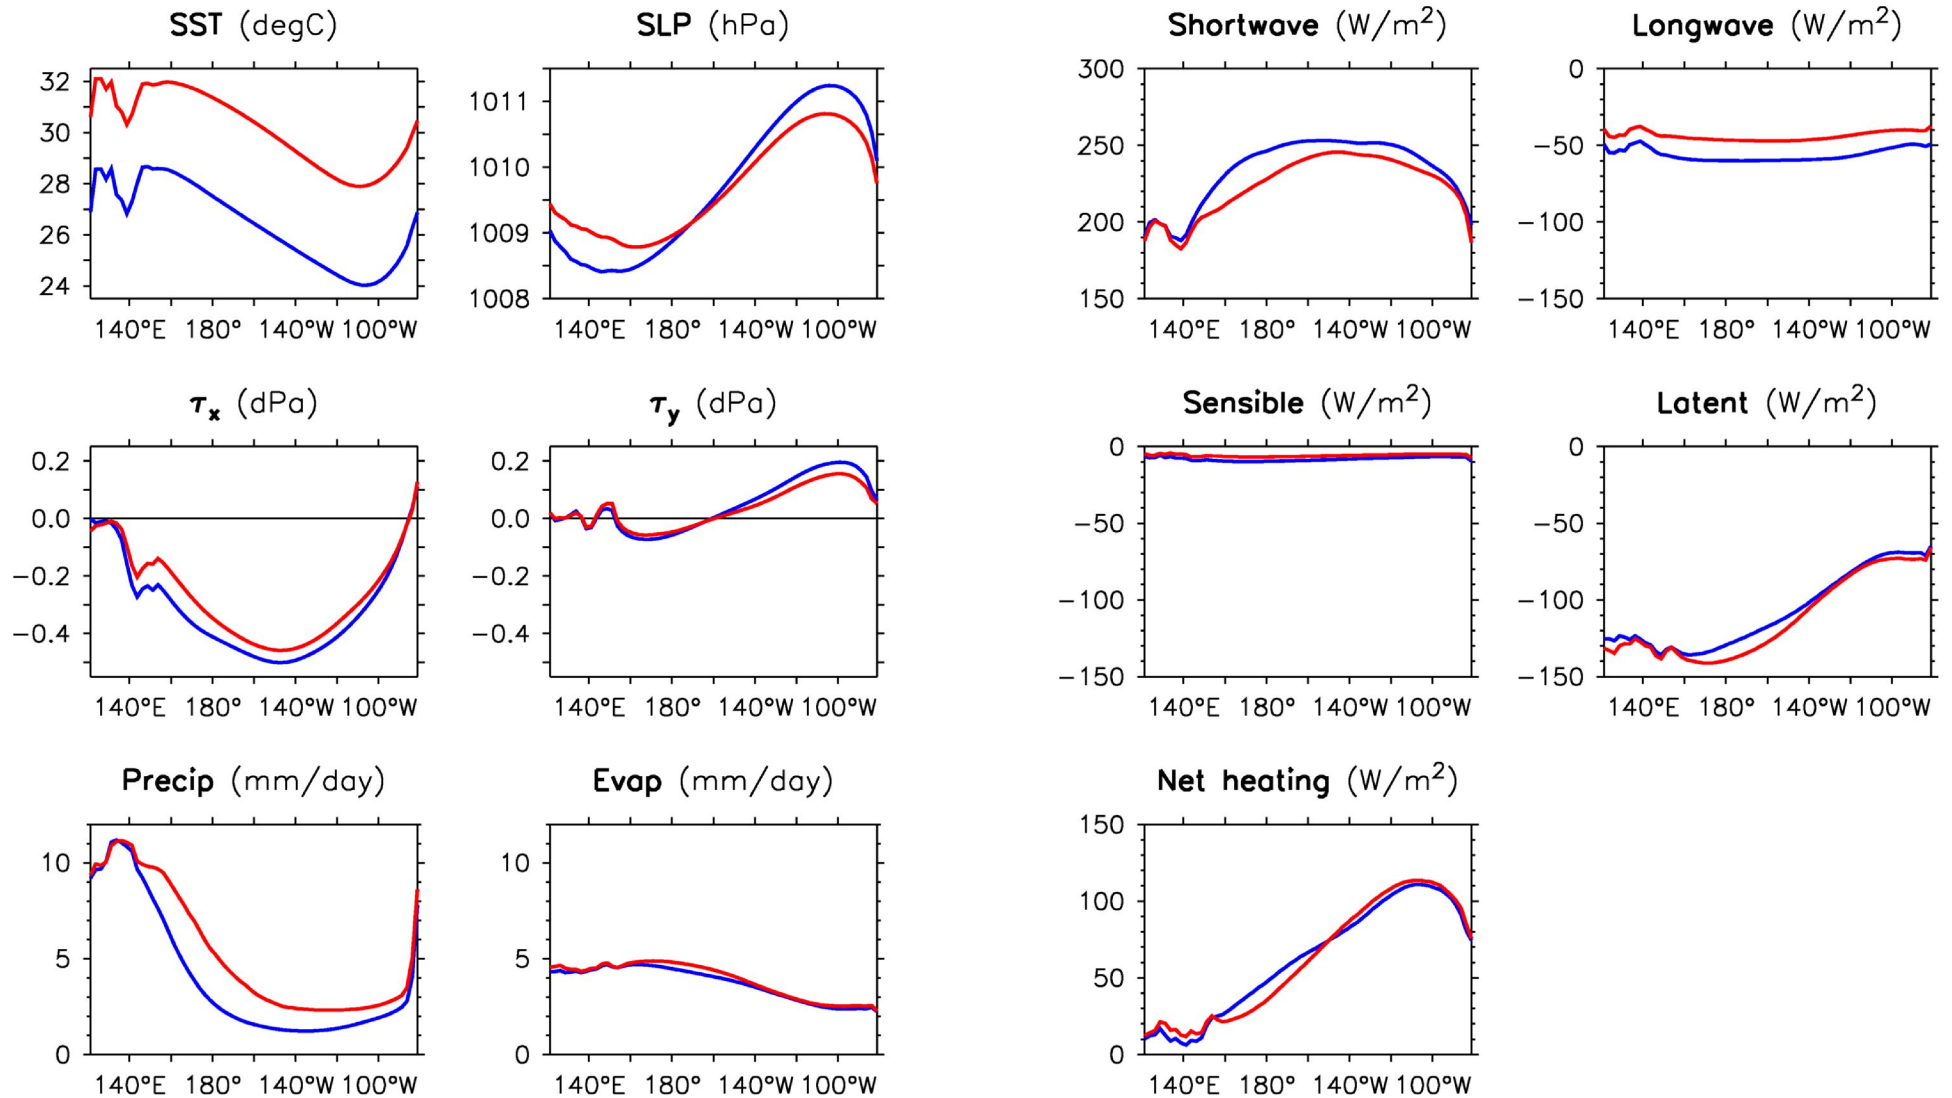 SST (degC)
SLP (hPa)
Shortwave (W/m²)
Longwave (W/m²)
32
30
28
26
24
140°E 180° 140°W 100°W
1011
1010
1009
1008
140°E 180° 140°W 100°W
300
250
200
150
140°E 180° 140°W 100°W
0
−50
−100
−150
140°E 180° 140°W 100°W
τx (dPa)
τy (dPa)
Sensible (W/m²)
Latent (W/m²)
0.2
0.0
−0.2
−0.4
140°E 180° 140°W 100°W
0.2
0.0
−0.2
−0.4
140°E 180° 140°W 100°W
0
−50
−100
−150
140°E 180° 140°W 100°W
0
−50
−100
−150
140°E 180° 140°W 100°W
Precip (mm/day)
Evap (mm/day)
Net heating (W/m²)
10
5
0
140°E 180° 140°W 100°W
10
5
0
140°E 180° 140°W 100°W
150
100
50
0
140°E 180° 140°W 100°W